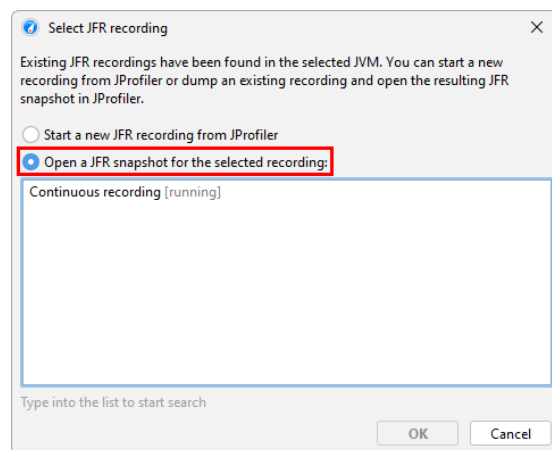 Select JFR recording
Existing JFR recordings have been found in the selected JVM. You can start a new
recording from JProfiler or dump an existing recording and open the resulting JFR
snapshot in JProfiler.
Start a new JFR recording from JProfiler
Open a JFR snapshot for the selected recording:
Continuous recording [running]
Type into the list to start search
OK Cancel